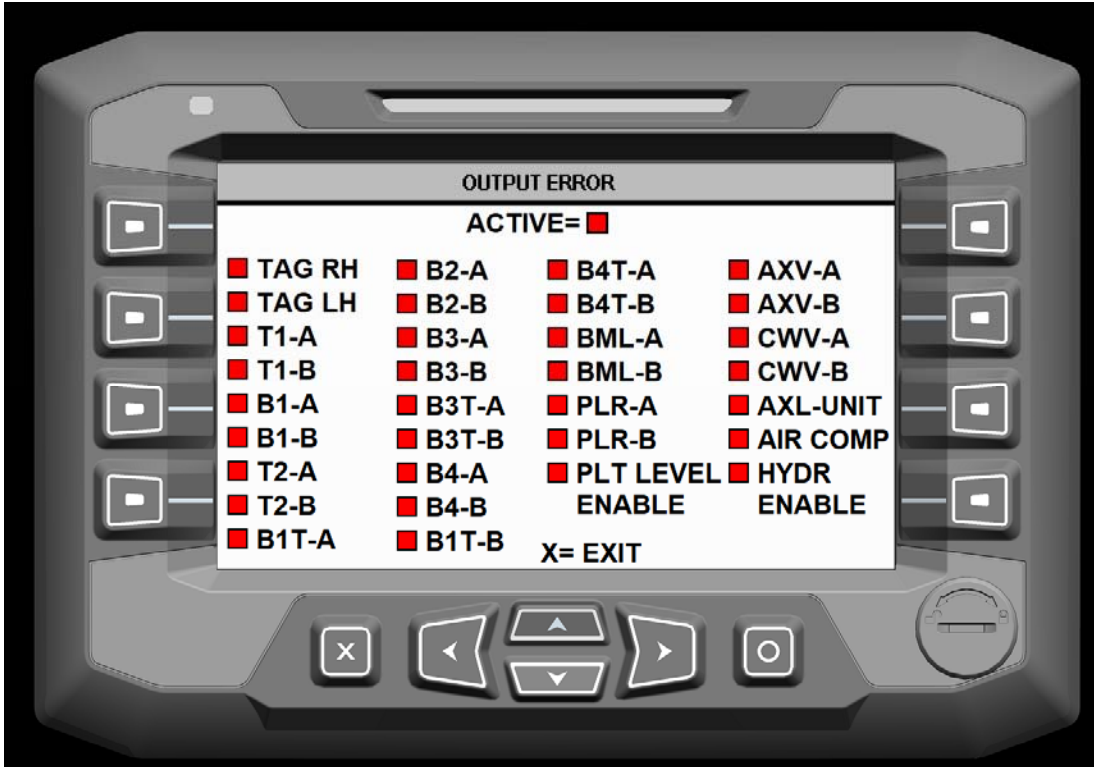 OUTPUT ERROR
ACTIVE=
TAG RH
TAG LH
T1-A
T1-B
B1-A
B1-B
T2-A
T2-B
B1T-A
B2-A
B2-B
B3-A
B3-B
B3T-A
B3T-B
B4-A
B4-B
B1T-B
B4T-A
B4T-B
BML-A
BML-B
PLR-A
PLR-B
PLT LEVEL
ENABLE
AXV-A
AXV-B
CWV-A
CWV-B
AXL-UNIT
AIR COMP
HYDR
ENABLE
X= EXIT
X